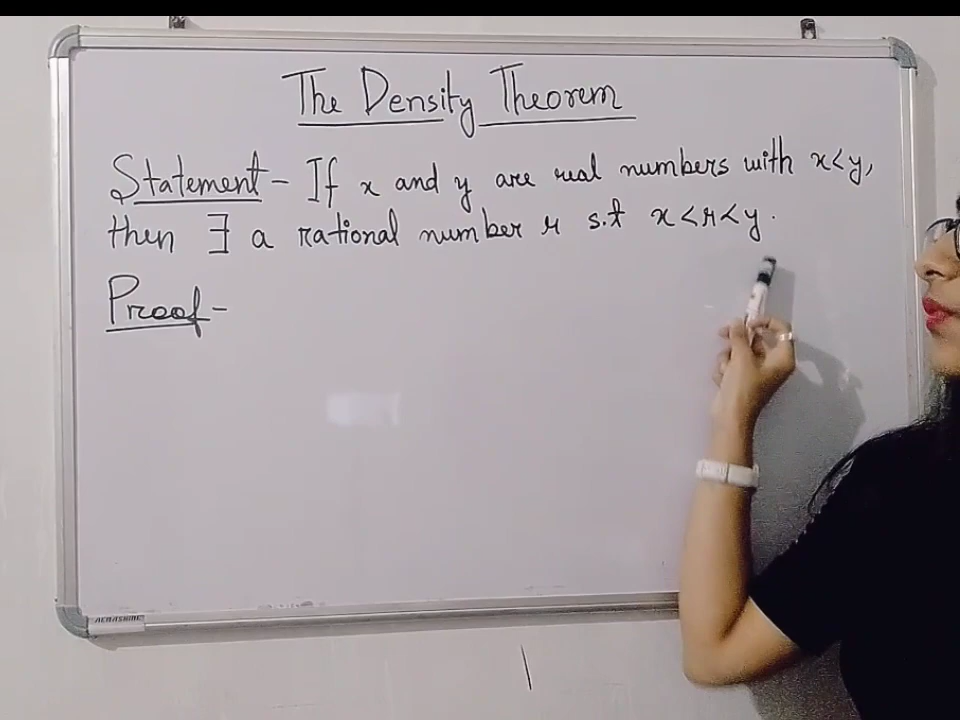 The Density Theorem
Statement- If x and y are real numbers with x<y,
then ∃ a rational number r s.t x<r<y.
Proof-